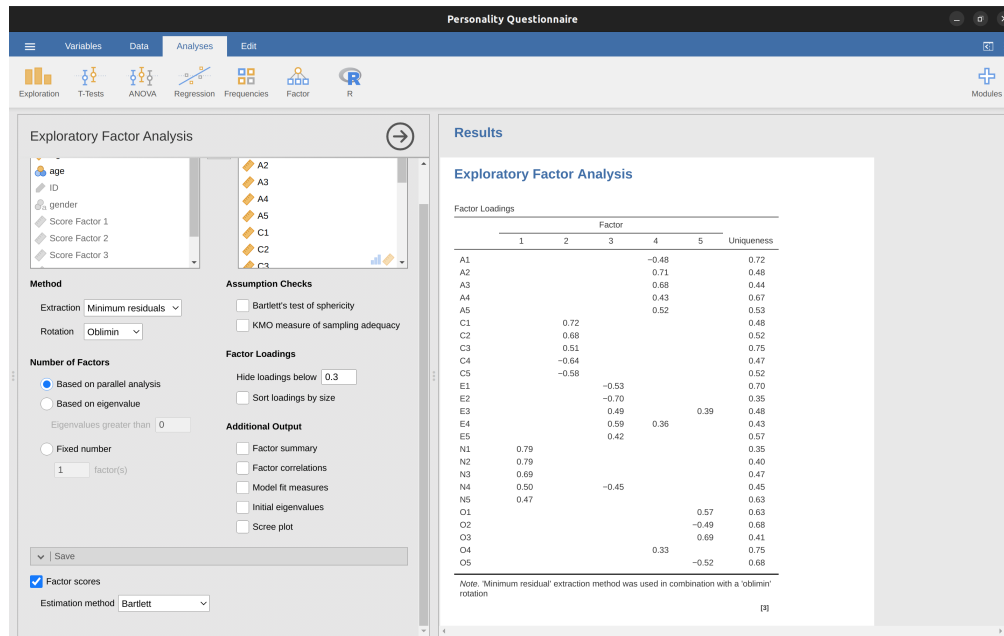 Personality Questionnaire
Variables Data Analyses Edit
Exploration T-Tests ANOVA Regression Frequencies Factor R Modules
Exploratory Factor Analysis
age
ID
gender
Score Factor 1
Score Factor 2
Score Factor 3
A2
A3
A4
A5
C1
C2
C3
Method
Extraction Minimum residuals
Rotation Oblimin
Number of Factors
Based on parallel analysis
Based on eigenvalue
Eigenvalues greater than 0
Fixed number
1 factor(s)
Assumption Checks
Bartlett's test of sphericity
KMO measure of sampling adequacy
Factor Loadings
Hide loadings below 0.3
Sort loadings by size
Additional Output
Factor summary
Factor correlations
Model fit measures
Initial eigenvalues
Scree plot
Save
Factor scores
Estimation method Bartlett
Results
Exploratory Factor Analysis
Factor Loadings
Factor
1 2 3 4 5 Uniqueness
A1 −0.48 0.72
A2 0.71 0.48
A3 0.68 0.44
A4 0.43 0.67
A5 0.52 0.53
C1 0.72 0.48
C2 0.68 0.52
C3 0.51 0.75
C4 −0.64 0.47
C5 −0.58 0.52
E1 −0.53 0.70
E2 −0.70 0.35
E3 0.49 0.39 0.48
E4 0.59 0.36 0.43
E5 0.42 0.57
N1 0.79 0.35
N2 0.79 0.40
N3 0.69 0.47
N4 0.50 −0.45 0.45
N5 0.47 0.63
O1 0.57 0.63
O2 −0.49 0.68
O3 0.69 0.41
O4 0.33 0.75
O5 −0.52 0.68
Note. 'Minimum residual' extraction method was used in combination with a 'oblimin'
rotation
[3]